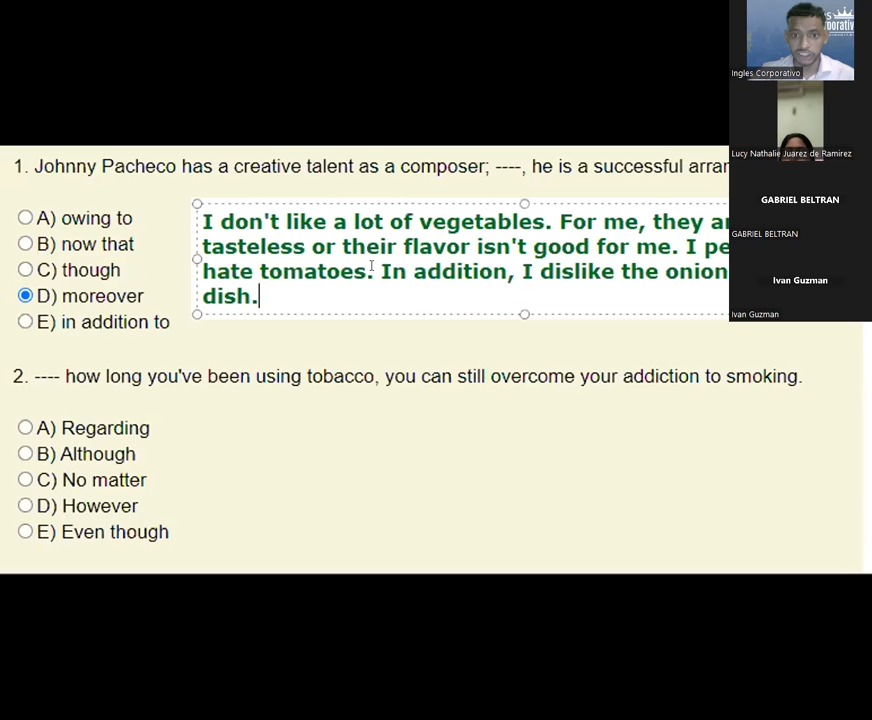 1. Johnny Pacheco has a creative talent as a composer; ----, he is a successful
A) owing to
B) now that
C) though
D) moreover
E) in addition to
I don't like a lot of vegetables. For me, they
tasteless or their flavor isn't good for me. I
hate tomatoes. In addition, I dislike the onion
dish.
2. ---- how long you've been using tobacco, you can still overcome your addiction to smoking.
A) Regarding
B) Although
C) No matter
D) However
E) Even though
Ingles Corporativo
Lucy Nathalie Juarez de Ramirez
GABRIEL BELTRAN
GABRIEL BELTRAN
Ivan Guzman
Ivan Guzman